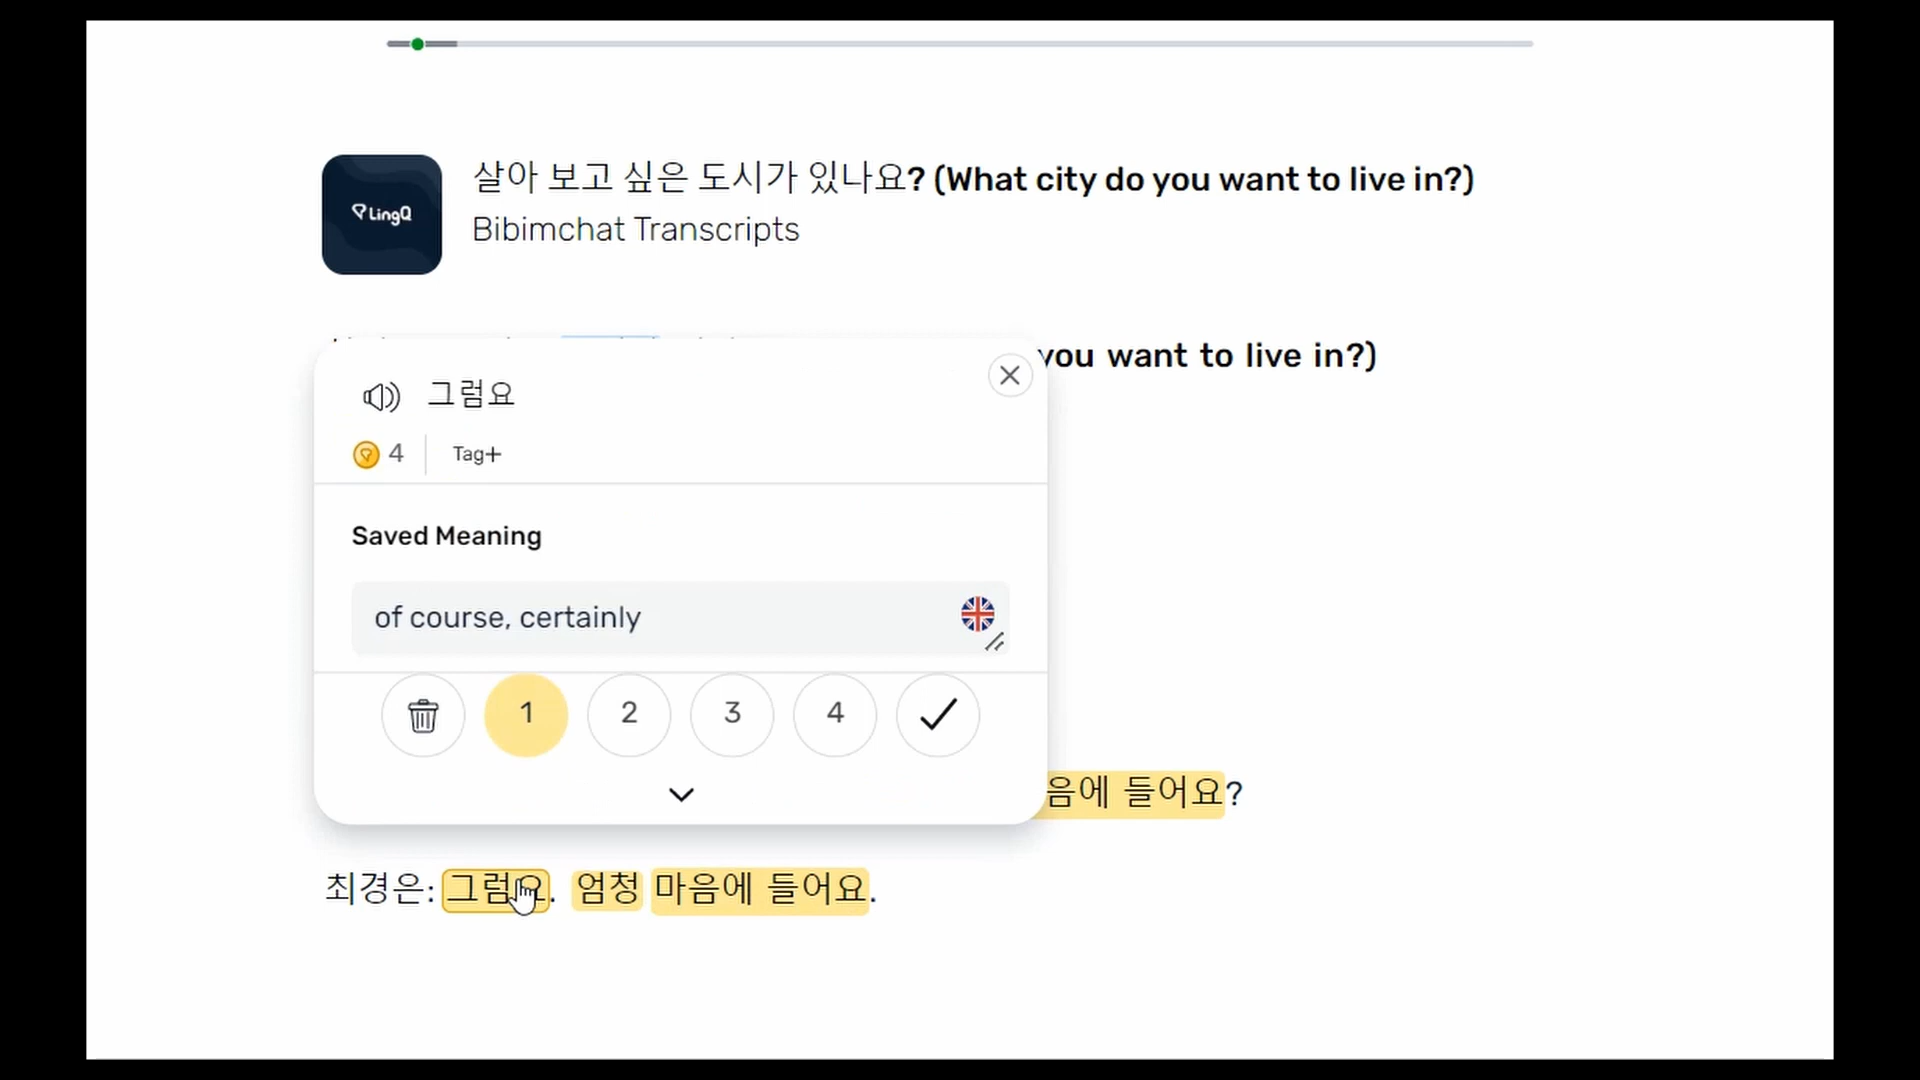 LingQ
살아 보고 싶은 도시가 있나요? (What city do you want to live in?)
Bibimchat Transcripts
you want to live in?)
그럼요
4
Tag+
Saved Meaning
of course, certainly
1 2 3 4
음에 들어요?
최경은: 그럼요. 엄청 마음에 들어요.